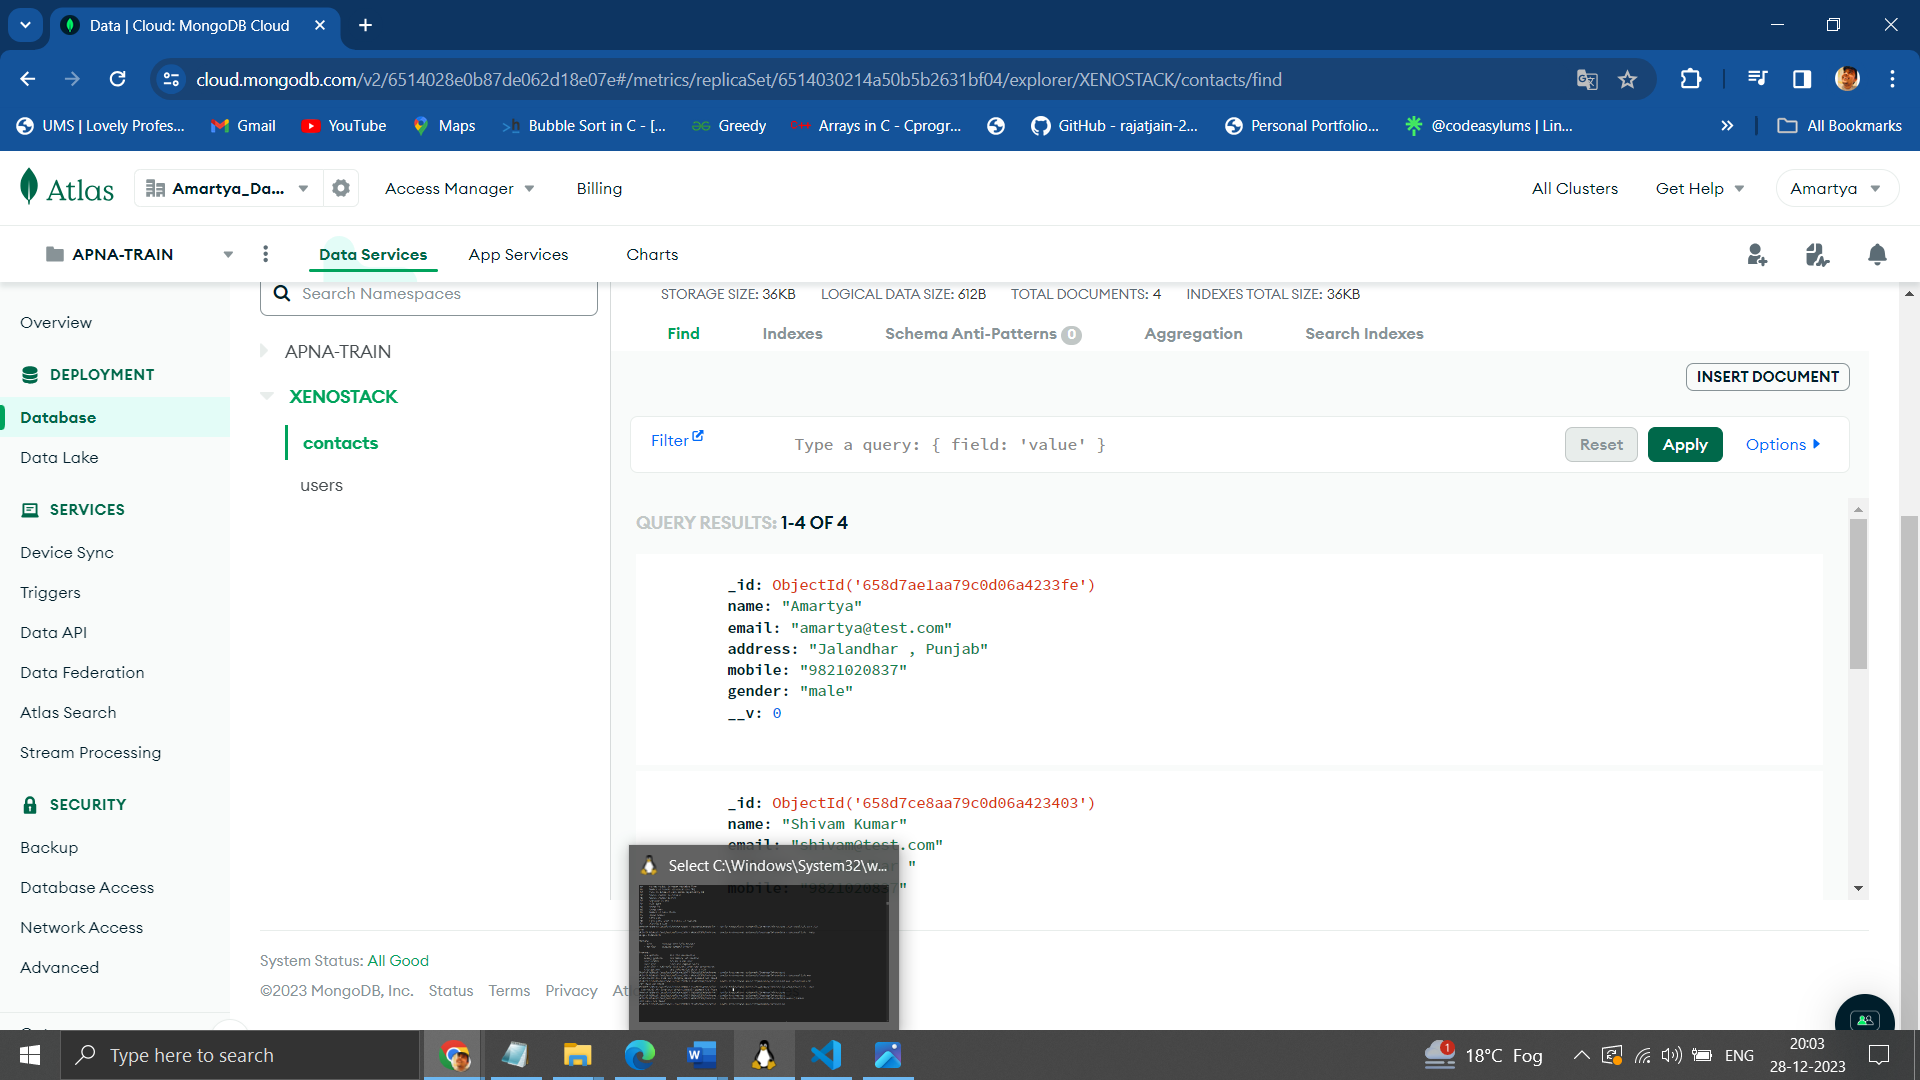 Data | Cloud: MongoDB Cloud
cloud.mongodb.com/v2/6514028e0b87de062d18e07e#/metrics/replicaSet/6514030214a50b5b2631bf04/explorer/XENOSTACK/contacts/find
UMS | Lovely Profes... Gmail YouTube Maps Bubble Sort in C - [... Greedy Arrays in C - Cprogr... GitHub - rajatjain-2... Personal Portfolio... @codeasylums | Lin... » All Bookmarks
Atlas Amartya_Da... Access Manager Billing All Clusters Get Help Amartya
APNA-TRAIN Data Services App Services Charts
Search Namespaces STORAGE SIZE: 36KB LOGICAL DATA SIZE: 612B TOTAL DOCUMENTS: 4 INDEXES TOTAL SIZE: 36KB
Overview
DEPLOYMENT
Database
Data Lake
SERVICES
Device Sync
Triggers
Data API
Data Federation
Atlas Search
Stream Processing
SECURITY
Backup
Database Access
Network Access
Advanced
APNA-TRAIN
XENOSTACK
contacts
users
Find Indexes Schema Anti-Patterns 0 Aggregation Search Indexes
INSERT DOCUMENT
Filter Type a query: { field: 'value' } Reset Apply Options
QUERY RESULTS: 1-4 OF 4
_id: ObjectId('658d7ae1aa79c0d06a4233fe')
name: "Amartya"
email: "amartya@test.com"
address: "Jalandhar , Punjab"
mobile: "9821020837"
gender: "male"
__v: 0
_id: ObjectId('658d7ce8aa79c0d06a423403')
name: "Shivam Kumar"
email: "shivam@test.com"
mobile: "9821020837"
Select C:\Windows\System32\w...
System Status: All Good
©2023 MongoDB, Inc. Status Terms Privacy At
Type here to search 1 18°C Fog ENG 20:03
28-12-2023